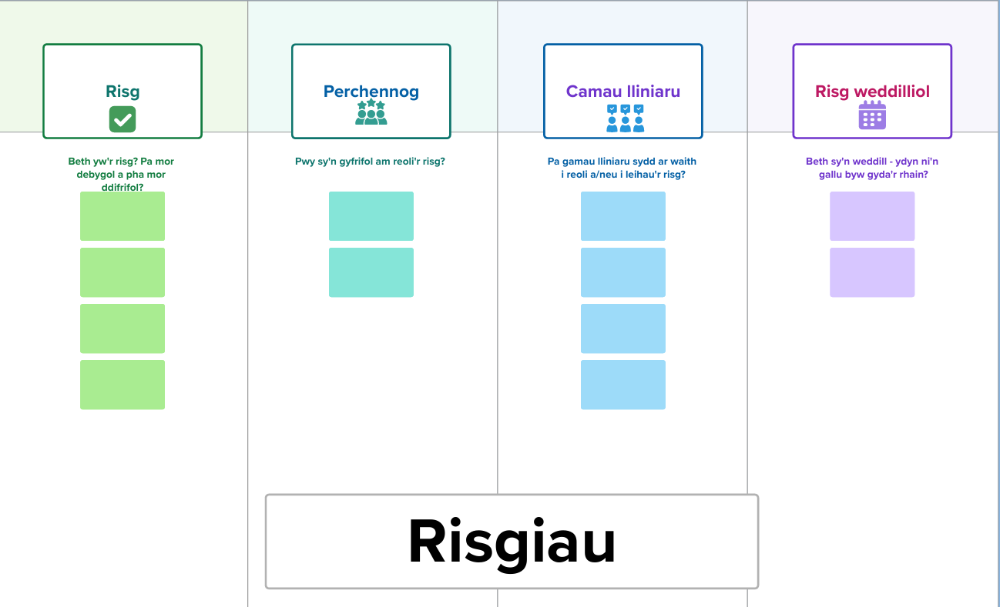 Risg
Perchennog
Camau lliniaru
Risg weddilliol
Beth yw'r risg? Pa mor
debygol a pha mor
ddifrifol?
Pwy sy'n gyfrifol am reoli'r risg?
Pa gamau lliniaru sydd ar waith
i reoli a/neu i leihau'r risg?
Beth sy'n weddill - ydyn ni'n
gallu byw gyda'r rhain?
Risgiau